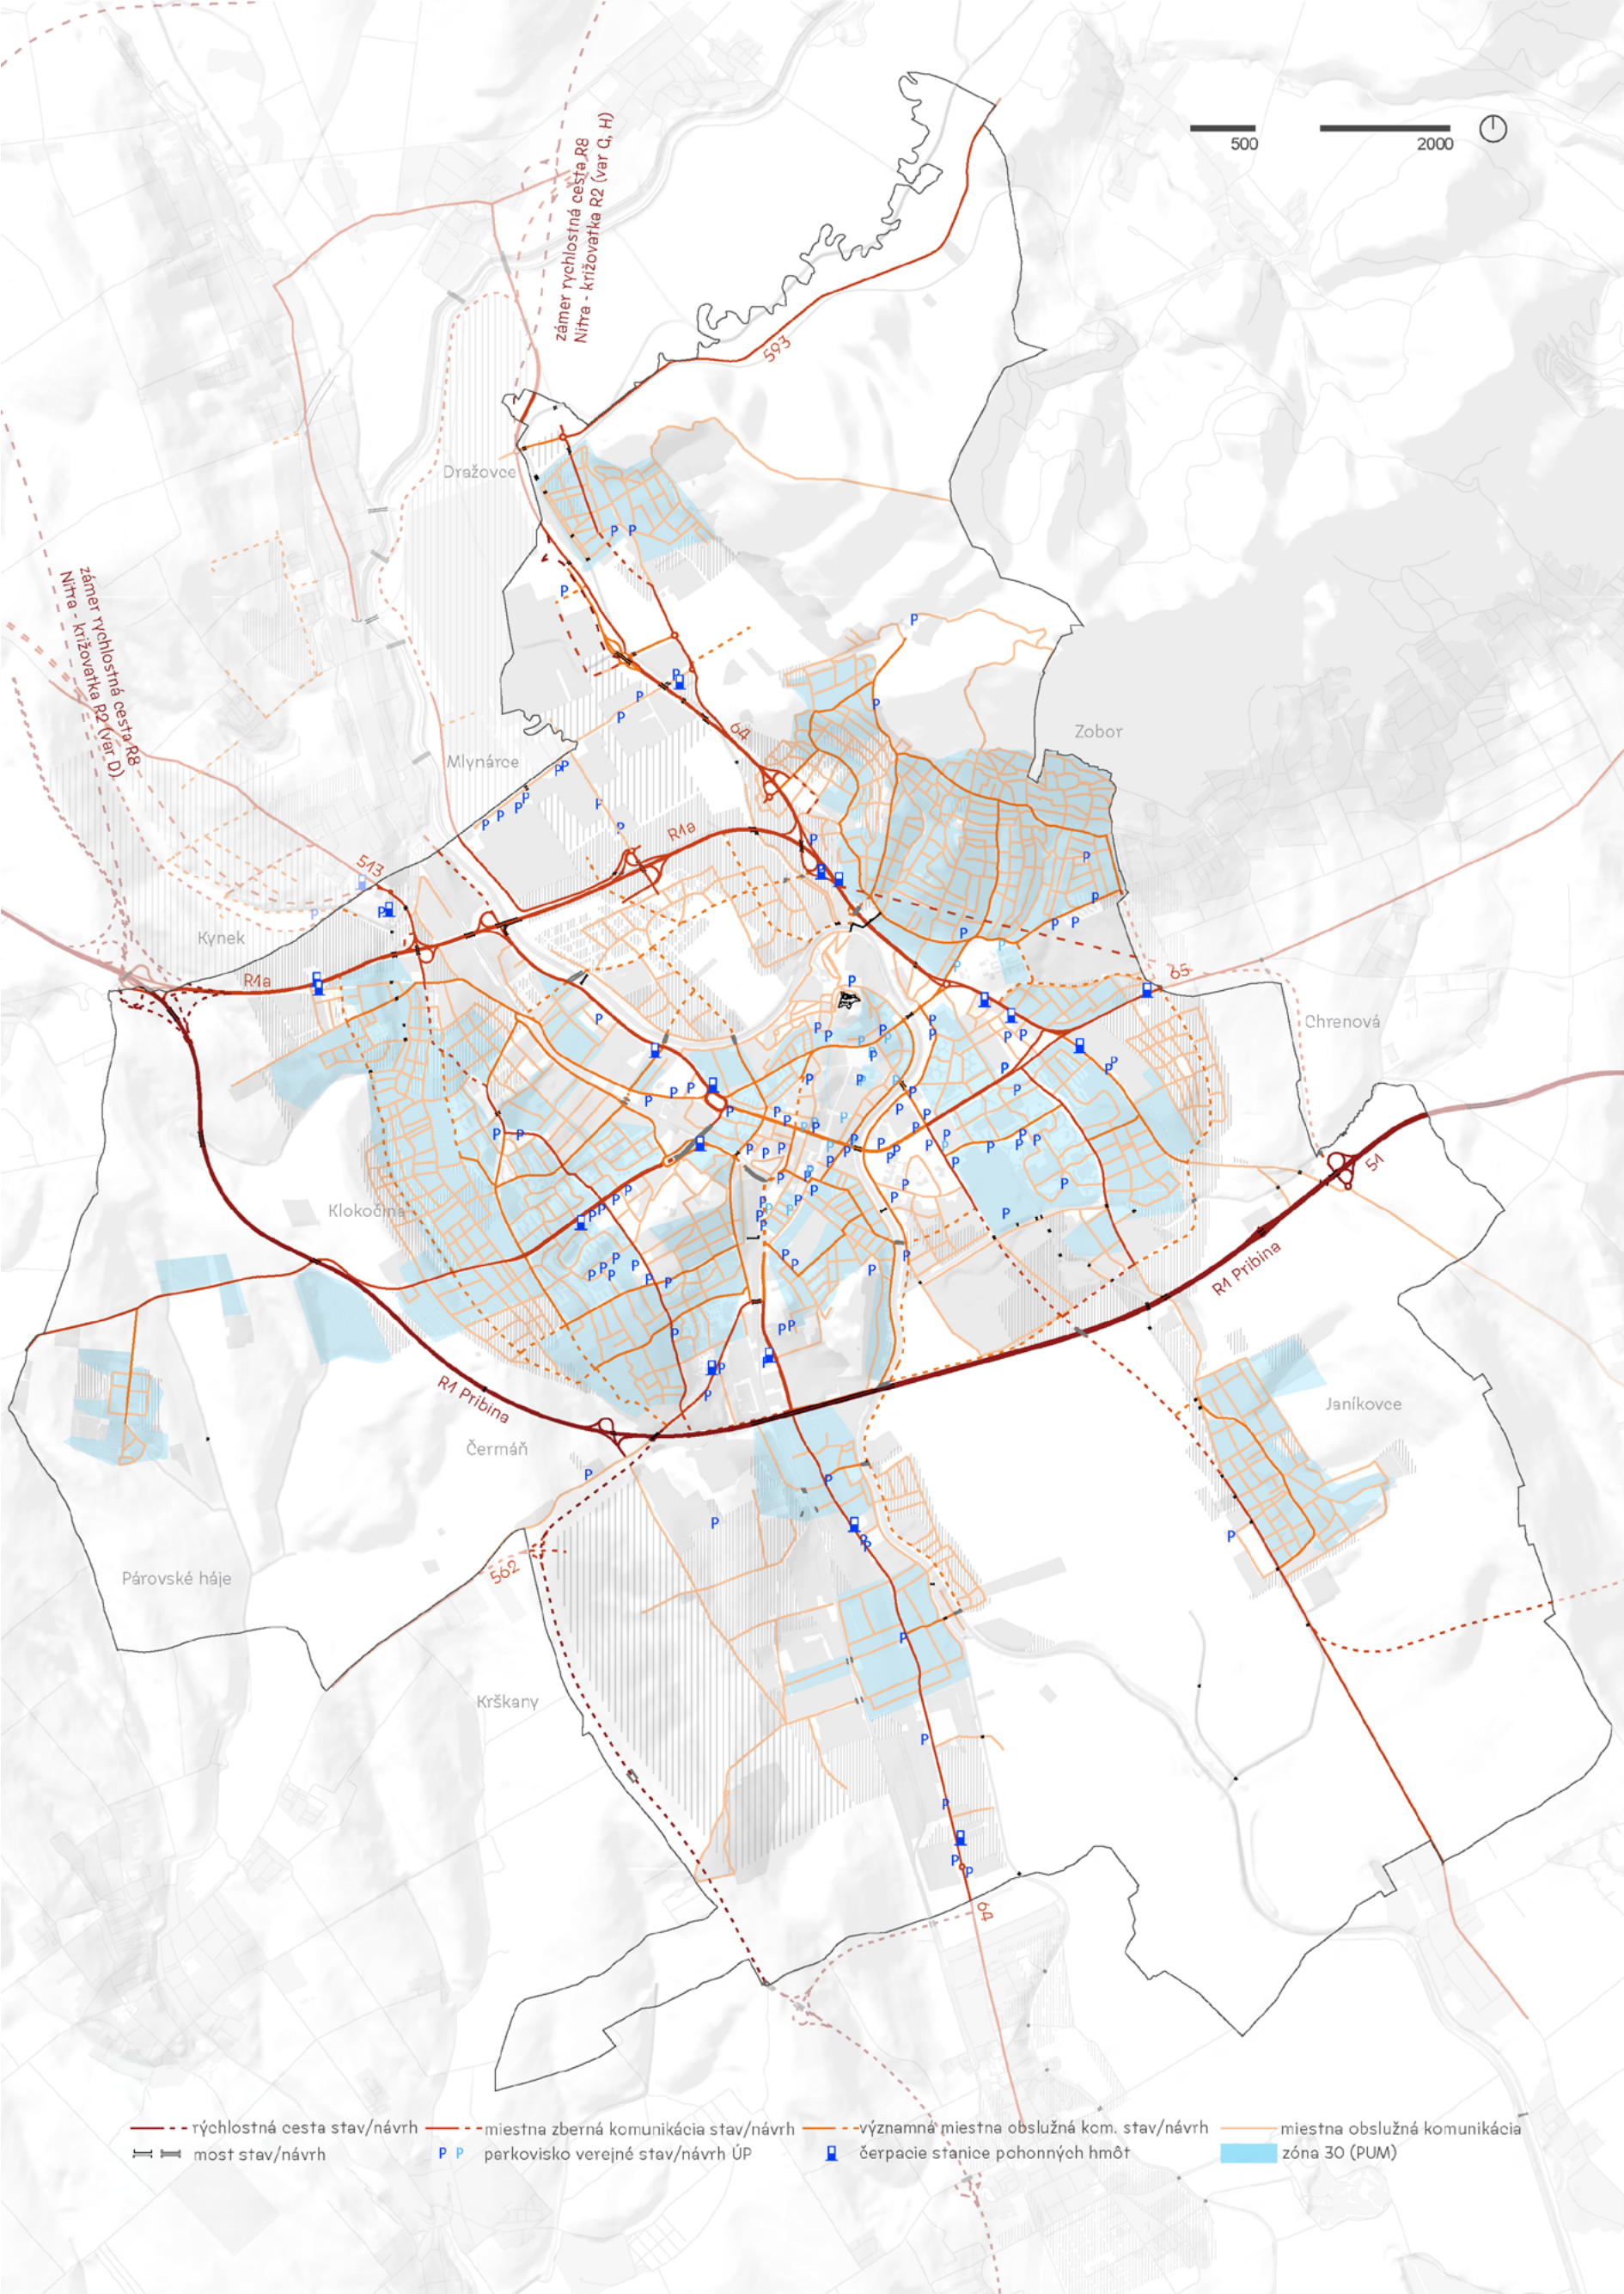 500
2000
zámer rychlostná cesta R8
Nitra - križovatka R2 (var G, H)
593
Dražovce
zámer rychlostná cesta R8
Nitra - križovatka R2 (var D)
64
Zobor
Mlynárce
R1a
513
Kynek
R1a
65
Chrenová
51
Klokočina
R1 Pribina
R1 Pribina
Janíkovce
Čermáň
562
Párovské háje
Krškany
64
rýchlostná cesta stav/návrh
miestna zberná komunikácia stav/návrh
významná miestna obslužná kom. stav/návrh
miestna obslužná komunikácia
most stav/návrh
P P perkovisko verejné stav/návrh ÚP
čerpacie stanice pohonných hmôt
zóna 30 (PUM)